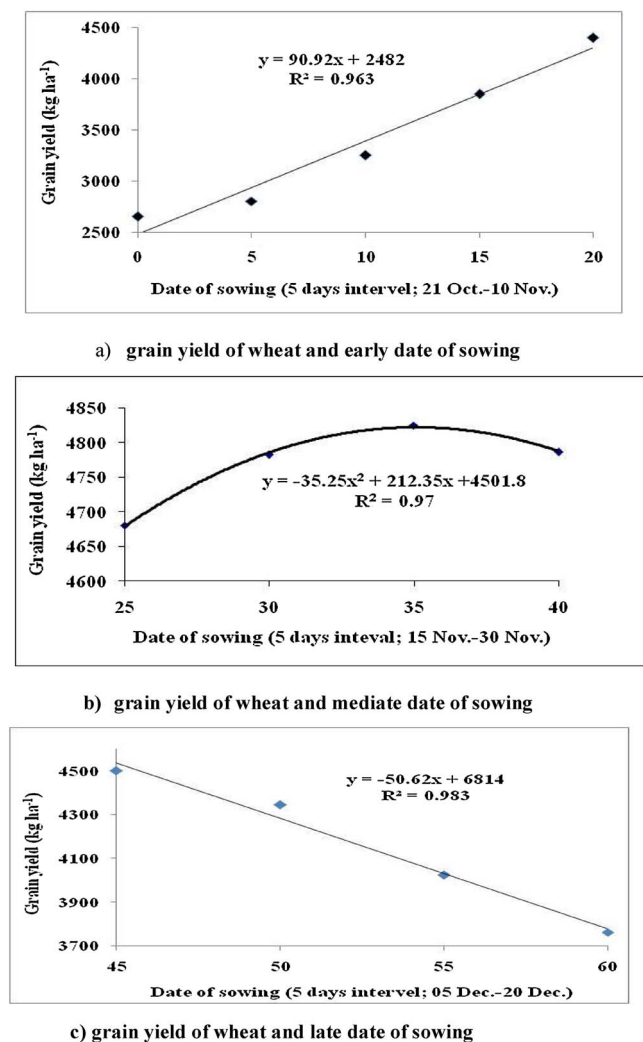 4500
4000
3500
3000
2500
Grain yield (kg ha⁻¹)
y = 90.92x + 2482
R² = 0.963
0 5 10 15 20
Date of sowing (5 days intervel; 21 Oct.-10 Nov.)
a) grain yield of wheat and early date of sowing
4850
4800
4750
4700
4650
4600
Grain yield (kg ha⁻¹)
y = -35.25x² + 212.35x +4501.8
R² = 0.97
25 30 35 40
Date of sowing (5 days inteval; 15 Nov.-30 Nov.)
b) grain yield of wheat and mediate date of sowing
4500
4300
4100
3900
3700
Grain yield (kg ha⁻¹)
y = -50.62x + 6814
R² = 0.983
45 50 55 60
Date of sowing (5 days intervel; 05 Dec.-20 Dec.)
c) grain yield of wheat and late date of sowing